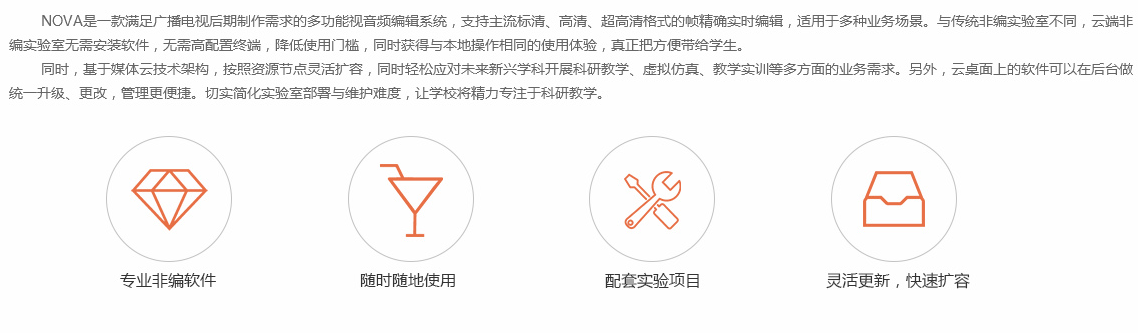 NOVA是一款满足广播电视后期制作需求的多功能视音频编辑系统，支持主流标清、高清、超高清格式的帧精确实时编辑，适用于多种业务场景。与传统非编实验室不同，云端非
编实验室无需安装软件，无需高配置终端，降低使用门槛，同时获得与本地操作相同的使用体验，真正把方便带给学生。
同时，基于媒体云技术架构，按照资源节点灵活扩容，同时轻松应对未来新兴学科开展科研教学、虚拟仿真、教学实训等多方面的业务需求。另外，云桌面上的软件可以在后台做
统一升级、更改，管理更便捷。切实简化实验室部署与维护难度，让学校将精力专注于科研教学。
专业非编软件
随时随地使用
配套实验项目
灵活更新，快速扩容